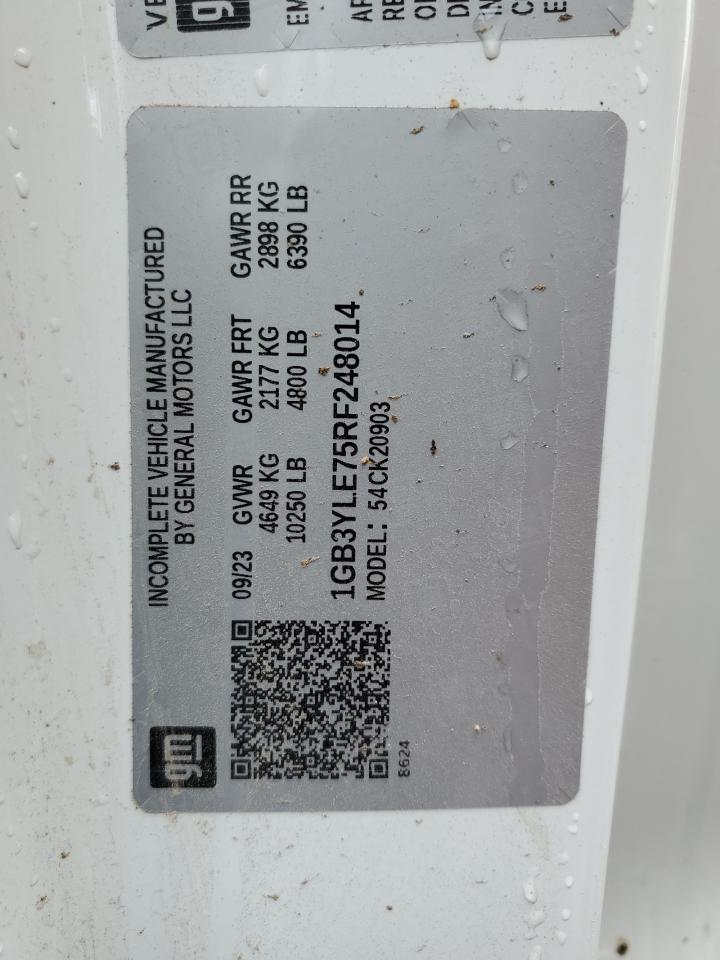 INCOMPLETE VEHICLE MANUFACTURED
BY GENERAL MOTORS LLC
09/23 GVWR GAWR FRT GAWR RR
4649 KG 2177 KG 2898 KG
10250 LB 4800 LB 6390 LB
1GB3YLE75RF248014
MODEL: 54CK20903
gm
8624